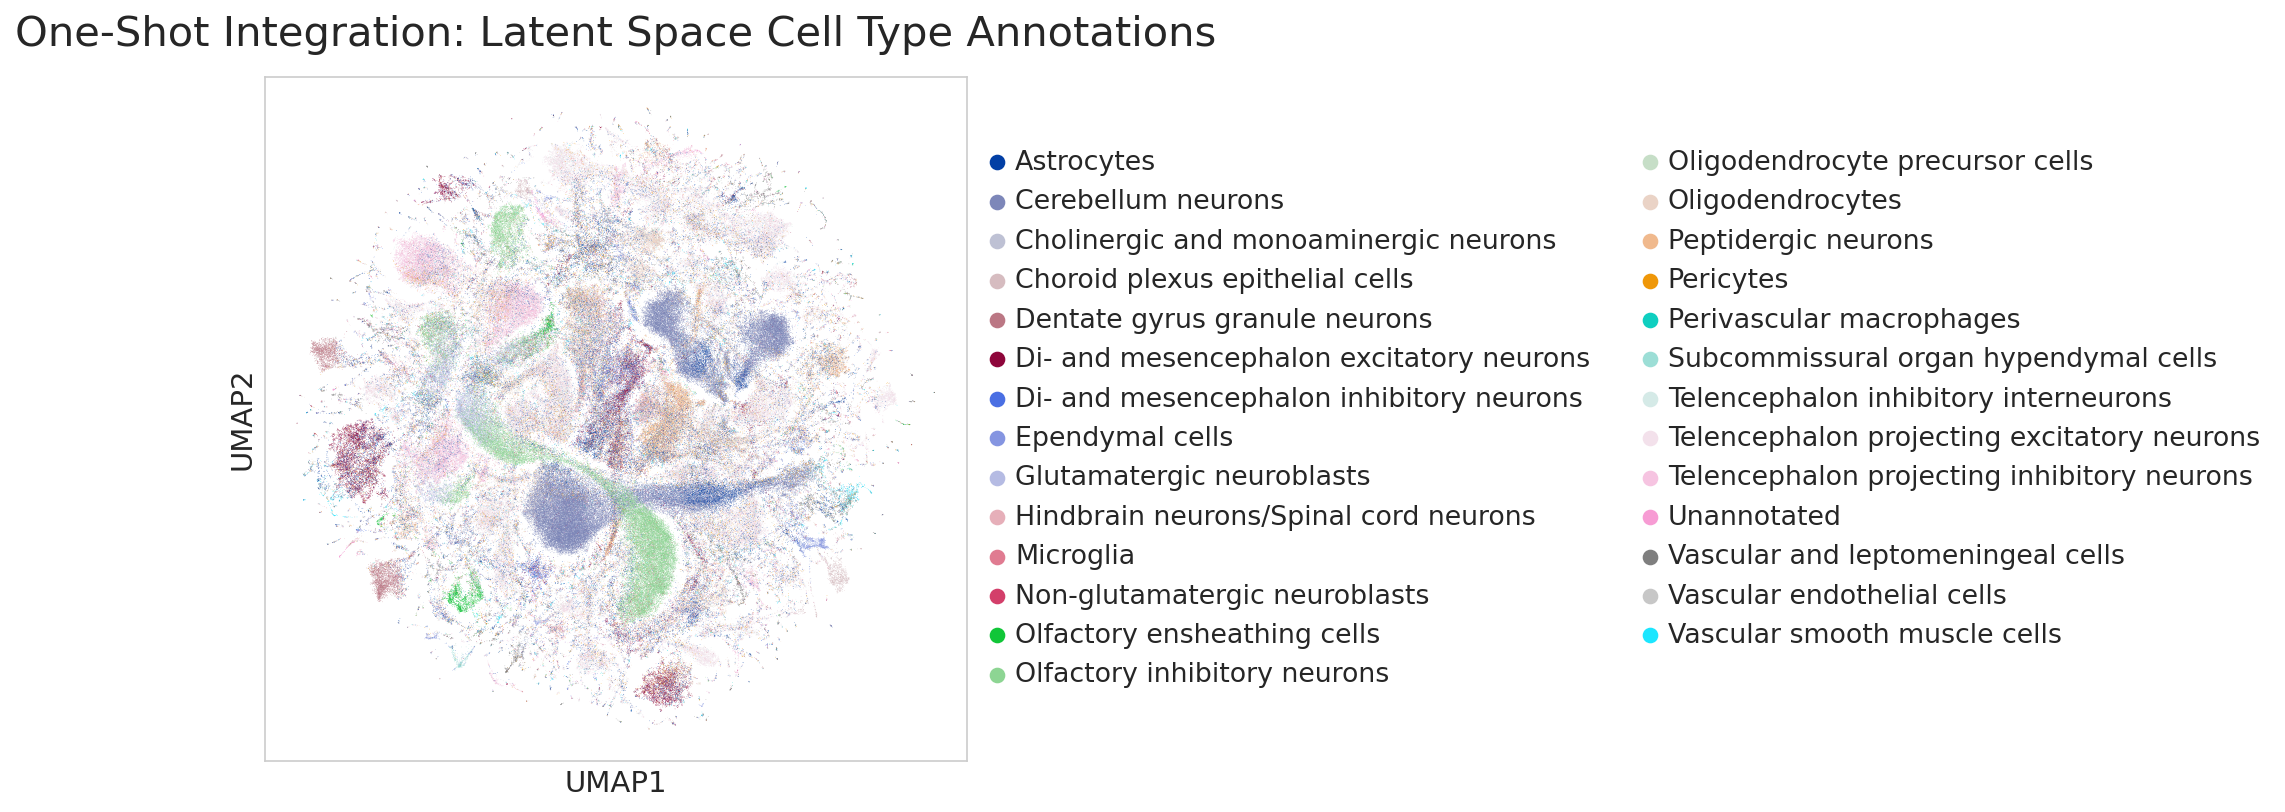 One-Shot Integration: Latent Space Cell Type Annotations
UMAP2
UMAP1
Astrocytes
Cerebellum neurons
Cholinergic and monoaminergic neurons
Choroid plexus epithelial cells
Dentate gyrus granule neurons
Di- and mesencephalon excitatory neurons
Di- and mesencephalon inhibitory neurons
Ependymal cells
Glutamatergic neuroblasts
Hindbrain neurons/Spinal cord neurons
Microglia
Non-glutamatergic neuroblasts
Olfactory ensheathing cells
Olfactory inhibitory neurons
Oligodendrocyte precursor cells
Oligodendrocytes
Peptidergic neurons
Pericytes
Perivascular macrophages
Subcommissural organ hypendymal cells
Telencephalon inhibitory interneurons
Telencephalon projecting excitatory neurons
Telencephalon projecting inhibitory neurons
Unannotated
Vascular and leptomeningeal cells
Vascular endothelial cells
Vascular smooth muscle cells